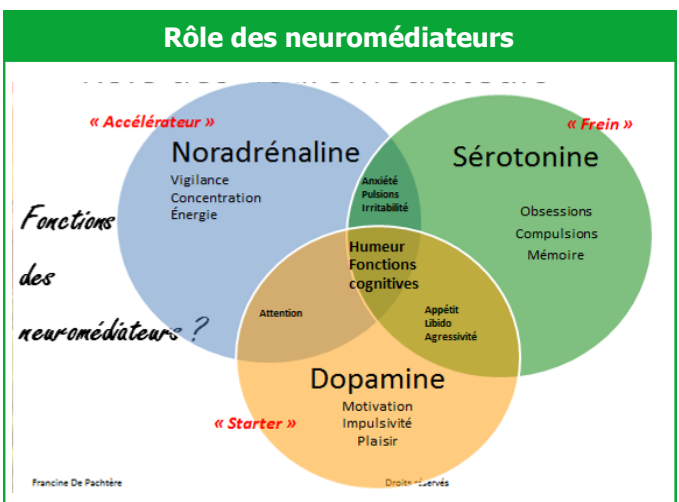 Rôle des neuromédiateurs
« Accélérateur »
« Frein »
Noradrénaline
Sérotonine
Vigilance
Concentration
Énergie
Anxiété
Pulsions
Irritabilité
Obsessions
Compulsions
Mémoire
Fonctions
des
neuromédiateurs ?
Humeur
Fonctions
cognitives
Attention
Appétit
Libido
Agressivité
Dopamine
Motivation
Impulsivité
Plaisir
« Starter »
Francine De Pachtère
Droits réservés